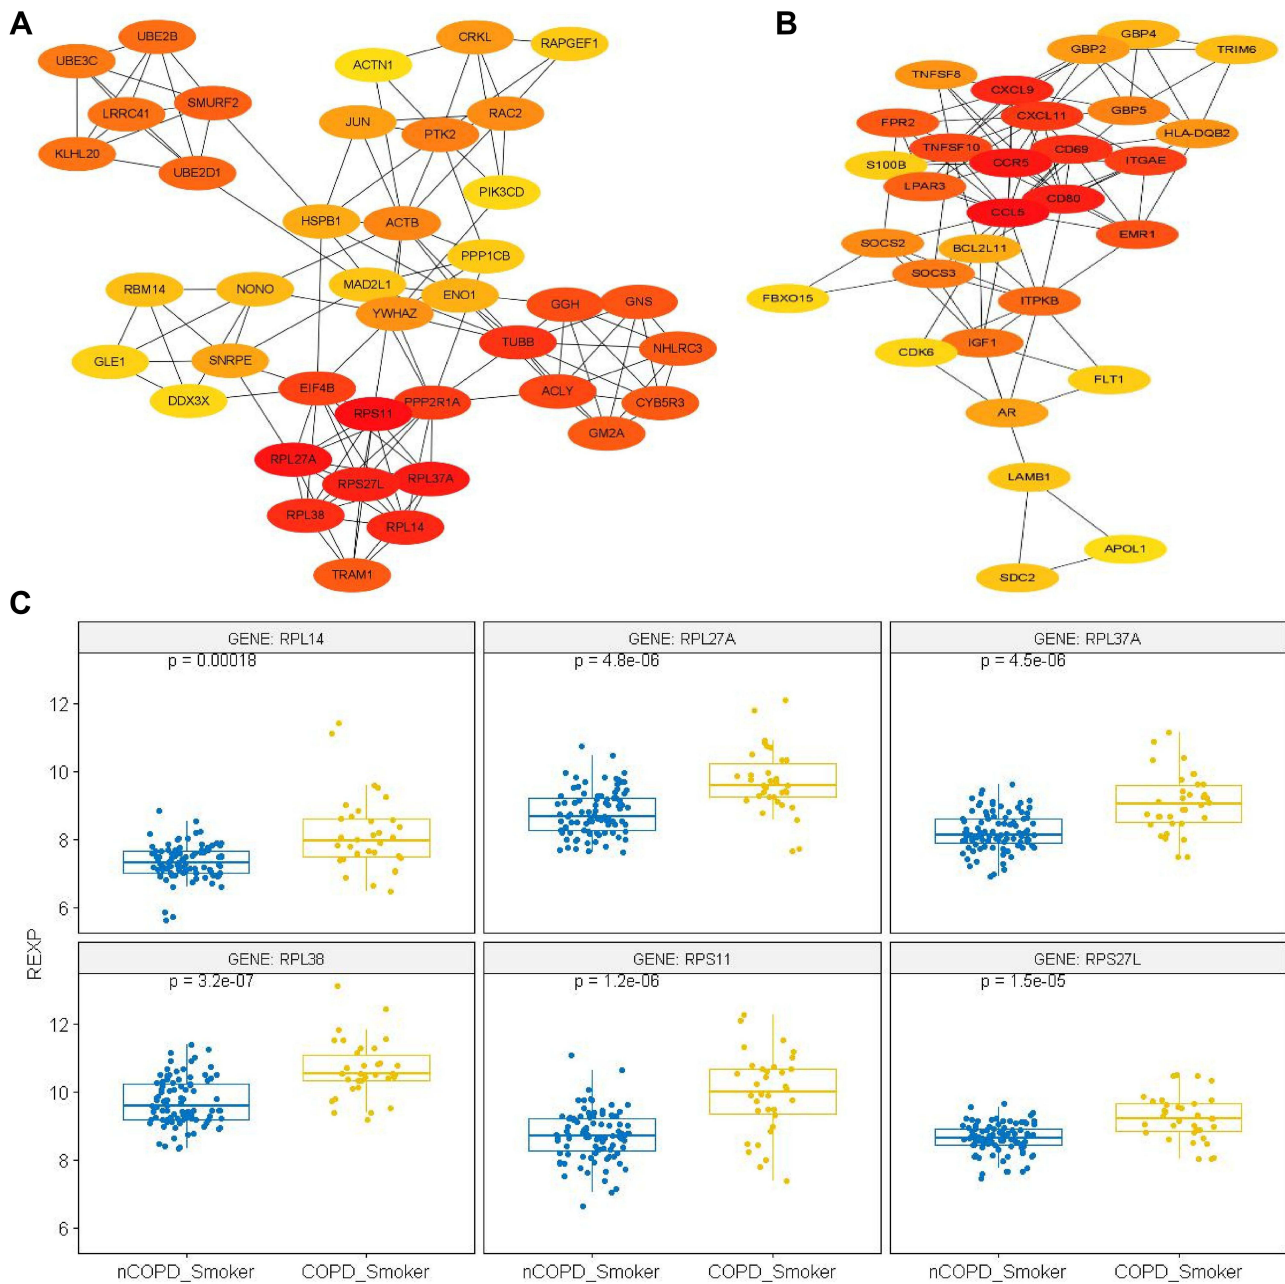 A
UBE2B
UBE3C
LRRC41
SMURF2
KLHL20
UBE2D1
CRKL
RAPGEF1
ACTN1
JUN
PTK2
RAC2
PIK3CD
HSPB1
ACTB
PPP1CB
MAD2L1
ENO1
YWHAZ
RBM14
NONO
GLE1
SNRPE
DDX3X
GGH
GNS
TUBB
NHLRC3
ACLY
CYB5R3
GM2A
EIF4B
RPS11
PPP2R1A
RPL27A
RPS27L
RPL37A
RPL38
RPL14
TRAM1
B
GBP4
GBP2
TRIM6
TNFSF8
CXCL9
GBP5
FPR2
CXCL11
HLA-DQB2
TNFSF10
CD69
S100B
CCR5
ITGAE
LPAR3
CD80
CCL5
EMR1
SOCS2
BCL2L11
SOCS3
FBXO15
ITPKB
IGF1
CDK6
FLT1
AR
LAMB1
APOL1
SDC2
C
GENE: RPL14
GENE: RPL27A
GENE: RPL37A
p = 0.00018
p = 4.8e-06
p = 4.5e-06
12
10
8
6
REXP
GENE: RPL38
GENE: RPS11
GENE: RPS27L
p = 3.2e-07
p = 1.2e-06
p = 1.5e-05
12
10
8
6
nCOPD_Smoker
COPD_Smoker
nCOPD_Smoker
COPD_Smoker
nCOPD_Smoker
COPD_Smoker